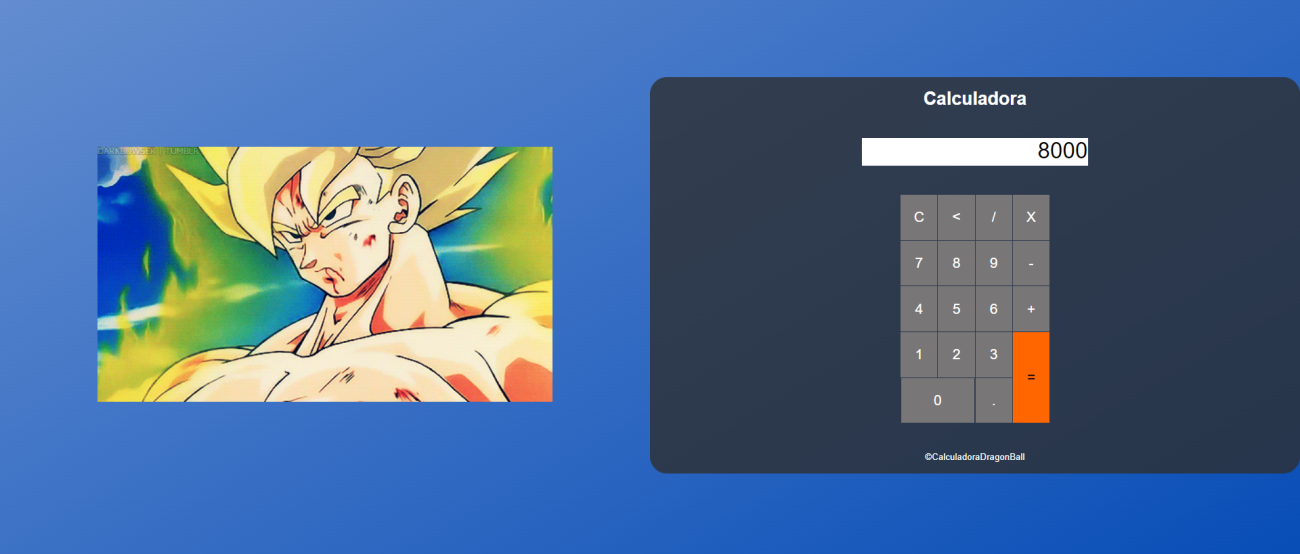 Calculadora
8000
C < / X
7 8 9 -
4 5 6 +
1 2 3 =
0 .
©CalculadoraDragonBall